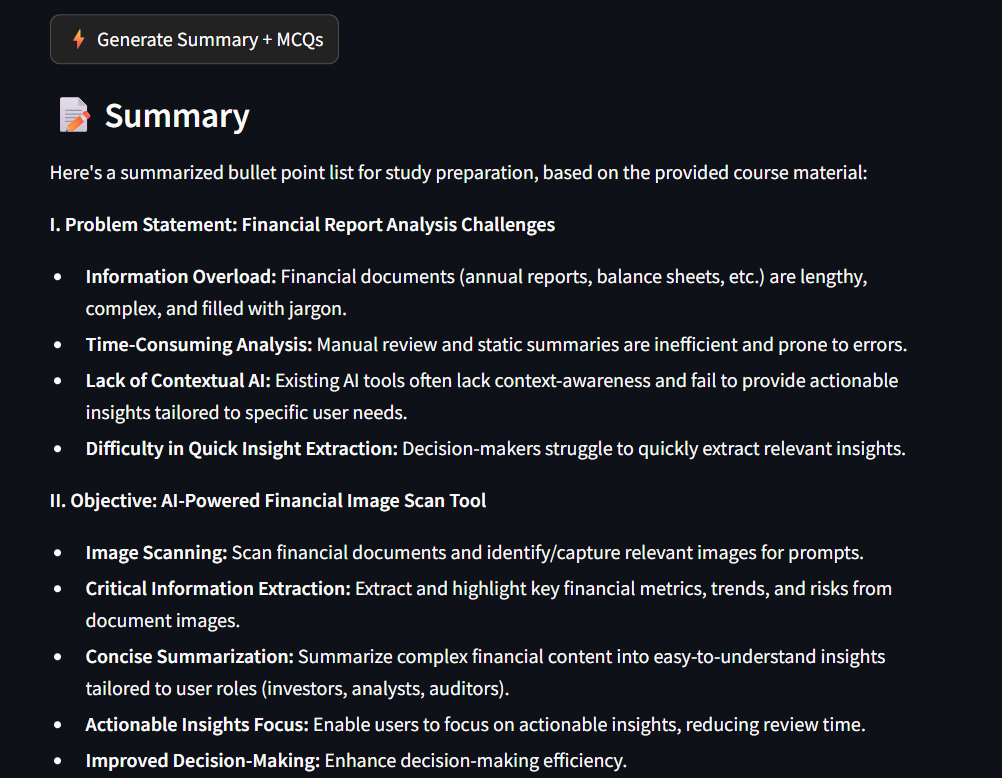 Generate Summary + MCQs
Summary
Here's a summarized bullet point list for study preparation, based on the provided course material:
I. Problem Statement: Financial Report Analysis Challenges
• Information Overload: Financial documents (annual reports, balance sheets, etc.) are lengthy,
complex, and filled with jargon.
• Time-Consuming Analysis: Manual review and static summaries are inefficient and prone to errors.
• Lack of Contextual AI: Existing AI tools often lack context-awareness and fail to provide actionable
insights tailored to specific user needs.
• Difficulty in Quick Insight Extraction: Decision-makers struggle to quickly extract relevant insights.
II. Objective: AI-Powered Financial Image Scan Tool
• Image Scanning: Scan financial documents and identify/capture relevant images for prompts.
• Critical Information Extraction: Extract and highlight key financial metrics, trends, and risks from
document images.
• Concise Summarization: Summarize complex financial content into easy-to-understand insights
tailored to user roles (investors, analysts, auditors).
• Actionable Insights Focus: Enable users to focus on actionable insights, reducing review time.
• Improved Decision-Making: Enhance decision-making efficiency.